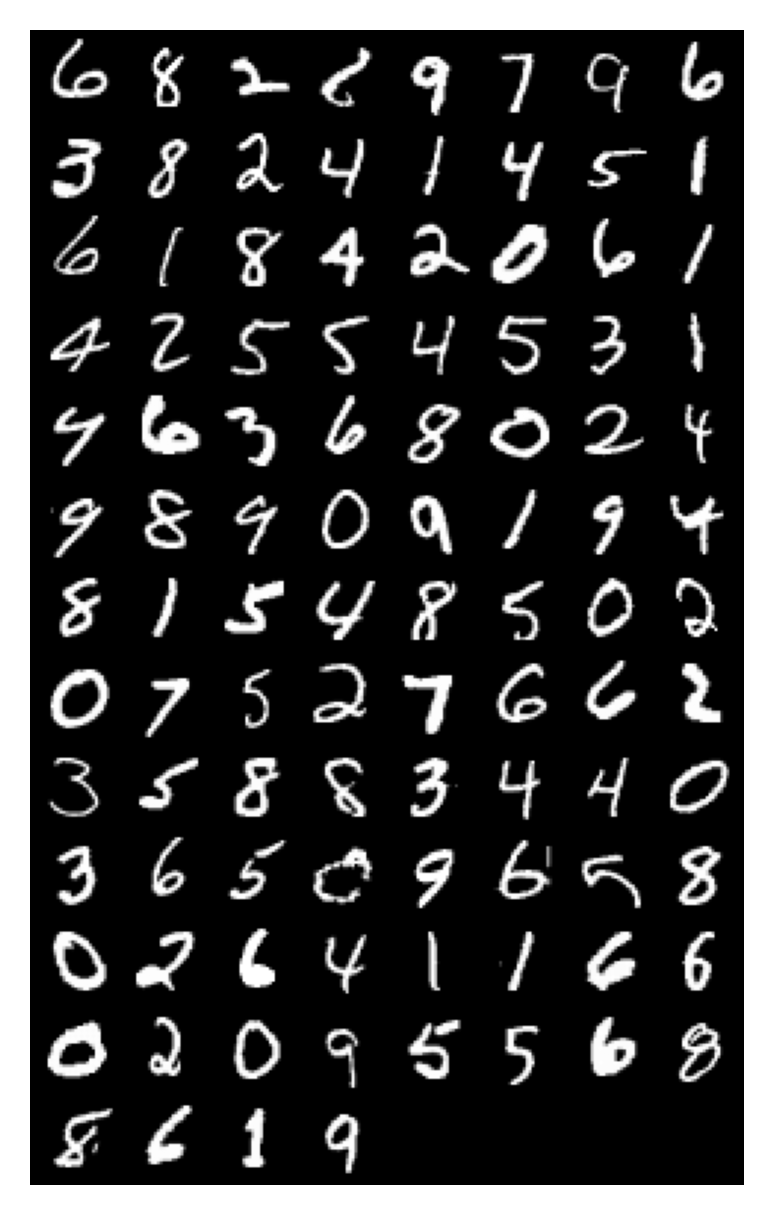 6 8 2 2 9 7 9 6
3 8 2 4 1 4 5 1
6 1 8 4 2 0 6 1
4 2 5 5 4 5 3 1
4 6 3 6 8 0 2 4
9 8 9 0 9 1 9 4
8 1 5 4 8 5 0 2
0 7 5 2 7 6 6 2
3 5 8 8 3 4 4 0
3 6 5 0 9 6 5 8
0 2 6 4 1 1 6 6
0 2 0 9 5 5 6 8
8 6 1 9